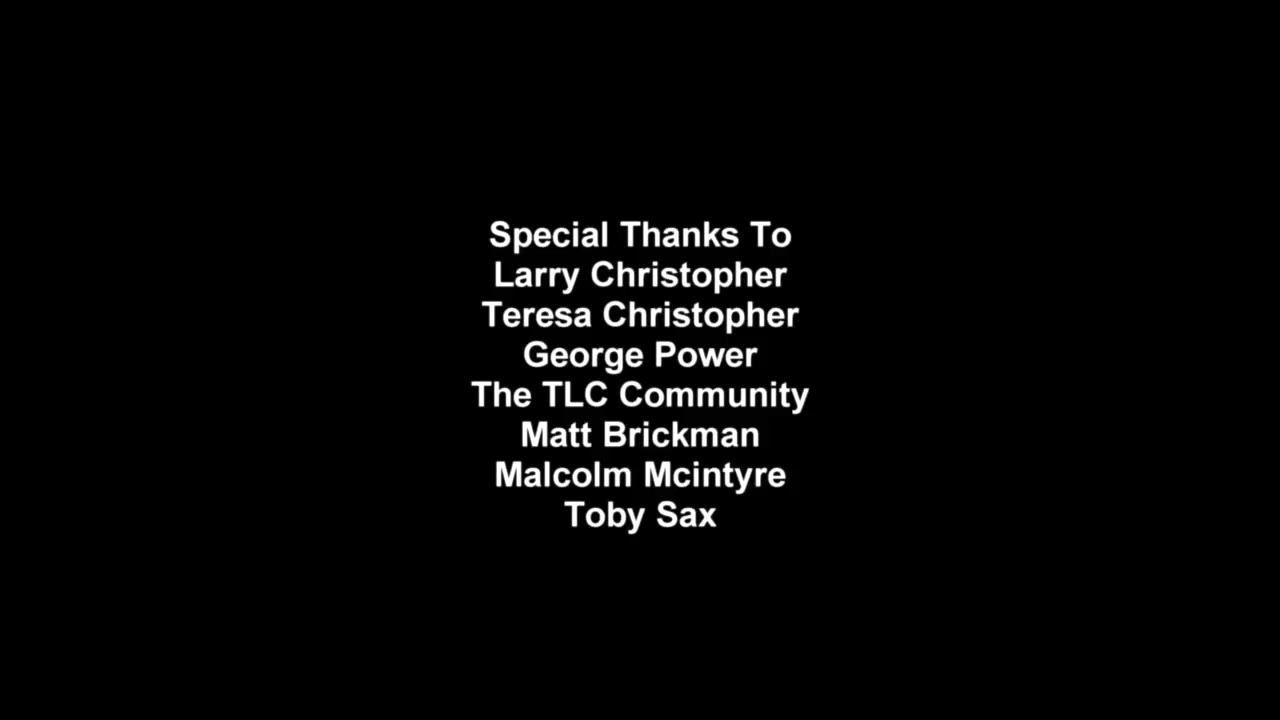 Special Thanks To
Larry Christopher
Teresa Christopher
George Power
The TLC Community
Matt Brickman
Malcolm Mcintyre
Toby Sax